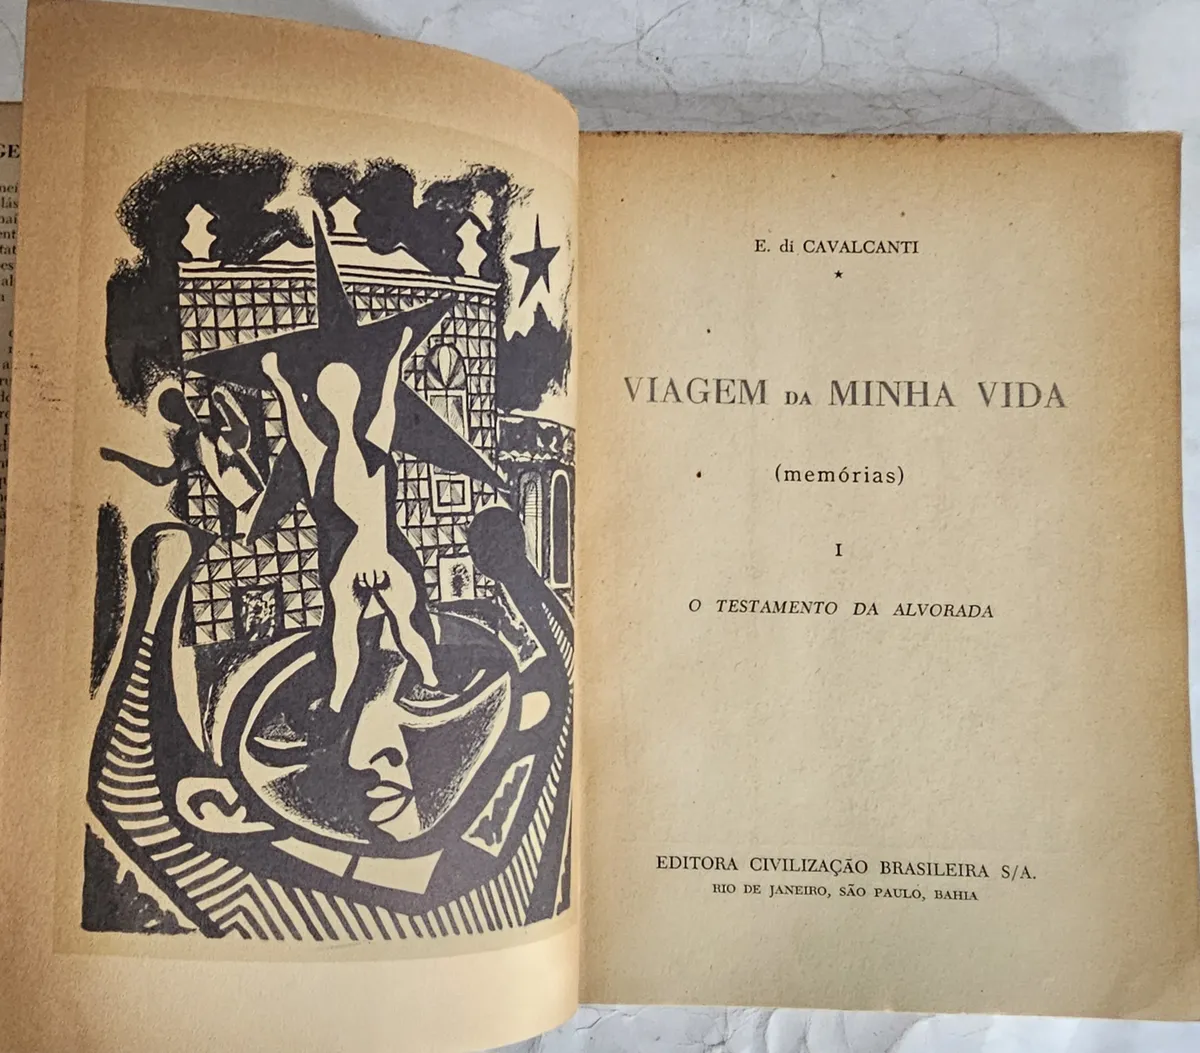 E. di CAVALCANTI
VIAGEM DA MINHA VIDA
(memórias)
I
O TESTAMENTO DA ALVORADA
EDITORA CIVILIZAÇÃO BRASILEIRA S/A.
RIO DE JANEIRO, SÃO PAULO, BAHIA